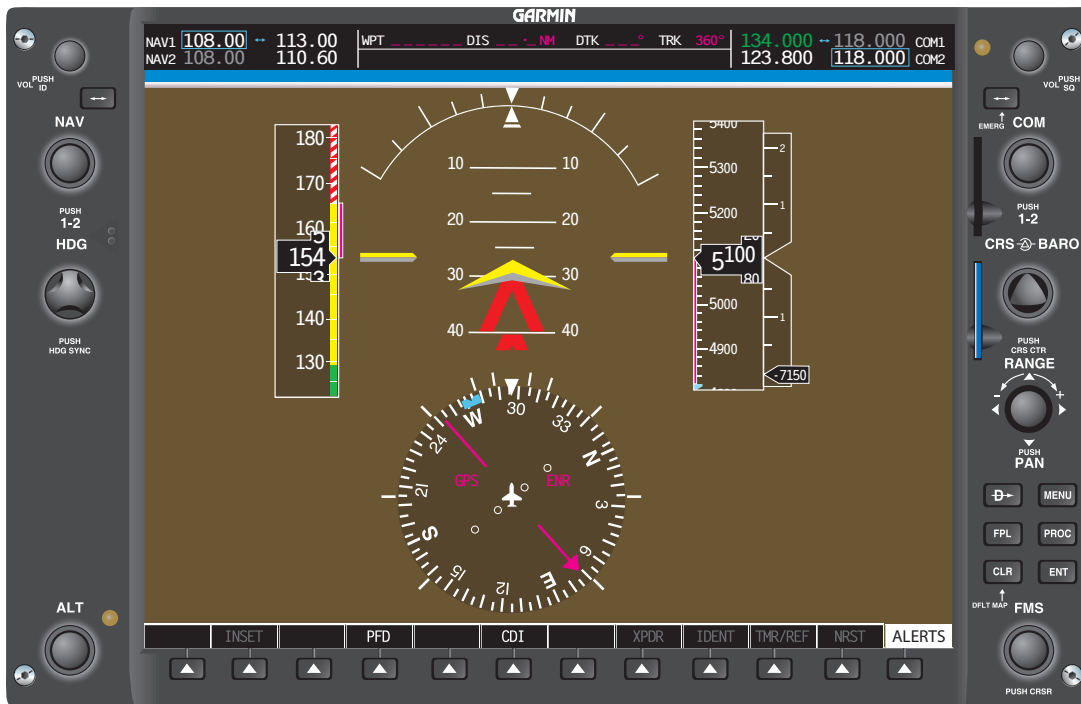 GARMIN
NAV1 108.00 ↔ 113.00 WPT _ _ _ _ _ _ DIS _ _ . _ NM DTK _ _ _° TRK 360° 134.000 ↔ 118.000 COM1
NAV2 108.00 110.60 123.800 118.000 COM2
VOL PUSH ID
VOL PUSH SQ
NAV
EMERG COM
PUSH
1-2
HDG
PUSH
1-2
CRS BARO
PUSH
HDG SYNC
PUSH
CRS CTR
RANGE
- +
PUSH
PAN
D MENU
FPL PROC
CLR ENT
DFLT MAP FMS
PUSH CRSR
ALT
180
170
160
154
140
130
10 10
20 20
30 30
40 40
5400
5300
5200
5100
20
80
5000
4900
2
1
1
-7150
30
33
N
3
6
E
12
15
S
21
24
W
GPS ENR
INSET PFD CDI XPDR IDENT TMR/REF NRST ALERTS